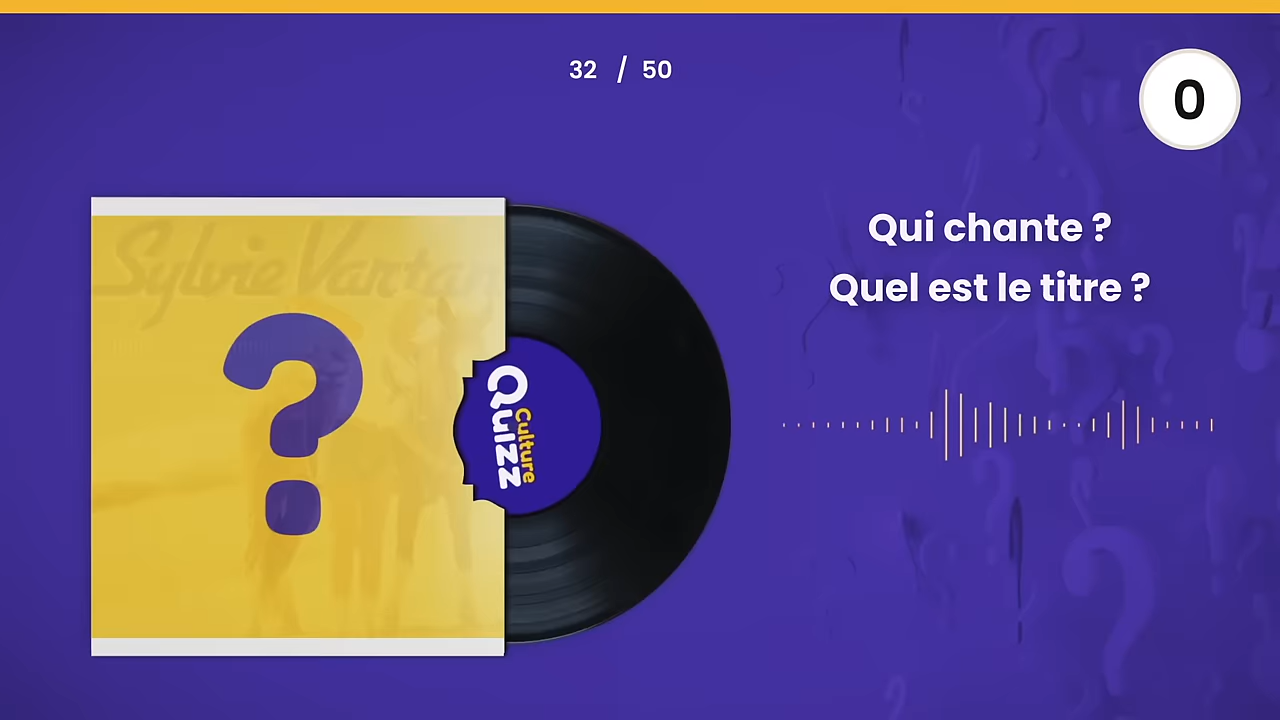 32 / 50
0
Sylvie Vartan
Qui chante ?
Quel est le titre ?
Culture
Quizz